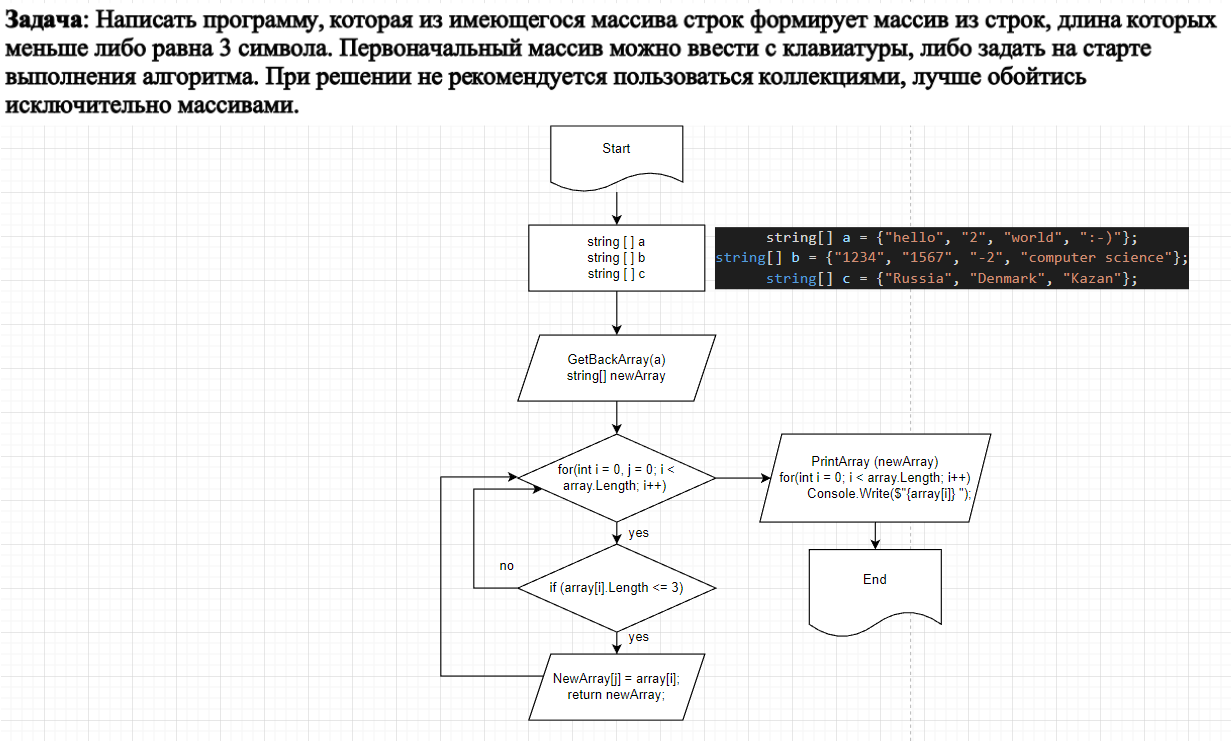 Задача: Написать программу, которая из имеющегося массива строк формирует массив из строк, длина которых
меньше либо равна 3 символа. Первоначальный массив можно ввести с клавиатуры, либо задать на старте
выполнения алгоритма. При решении не рекомендуется пользоваться коллекциями, лучше обойтись
исключительно массивами.
Start
string [ ] a
string [ ] b
string [ ] c
string[] a = {"hello", "2", "world", ":-)"};
string[] b = {"1234", "1567", "-2", "computer science"};
string[] c = {"Russia", "Denmark", "Kazan"};
GetBackArray(a)
string[] newArray
for(int i = 0, j = 0; i <
array.Length; i++)
PrintArray (newArray)
for(int i = 0; i < array.Length; i++)
Console.Write($"{array[i]} ");
yes
no
if (array[i].Length <= 3)
End
yes
NewArray[j] = array[i];
return newArray;